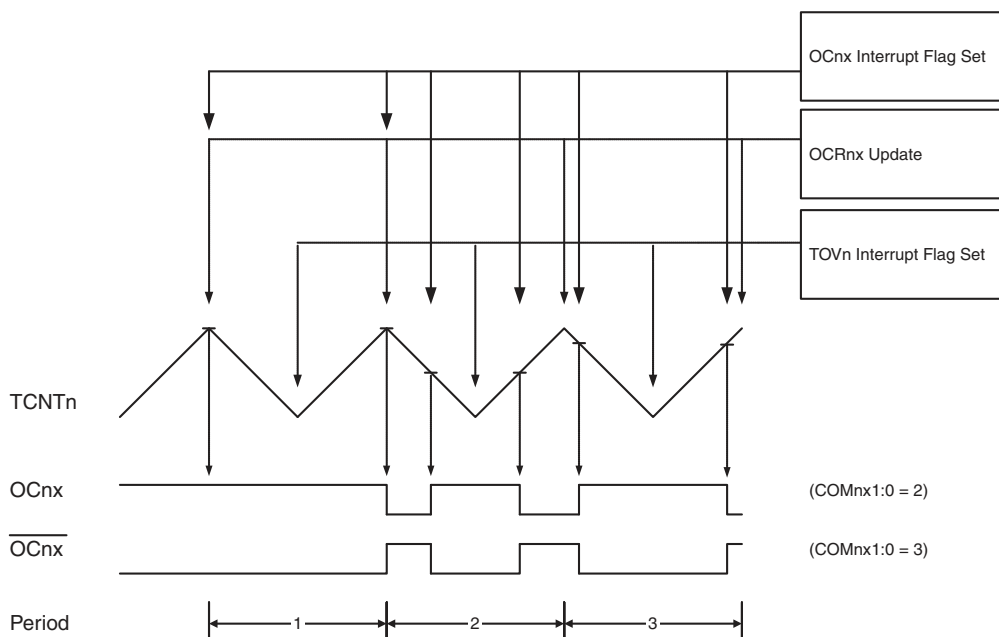 OCnx Interrupt Flag Set
OCRnx Update
TOVn Interrupt Flag Set
TCNTn
OCnx
(COMnx1:0 = 2)
OCnx
(COMnx1:0 = 3)
Period
1
2
3